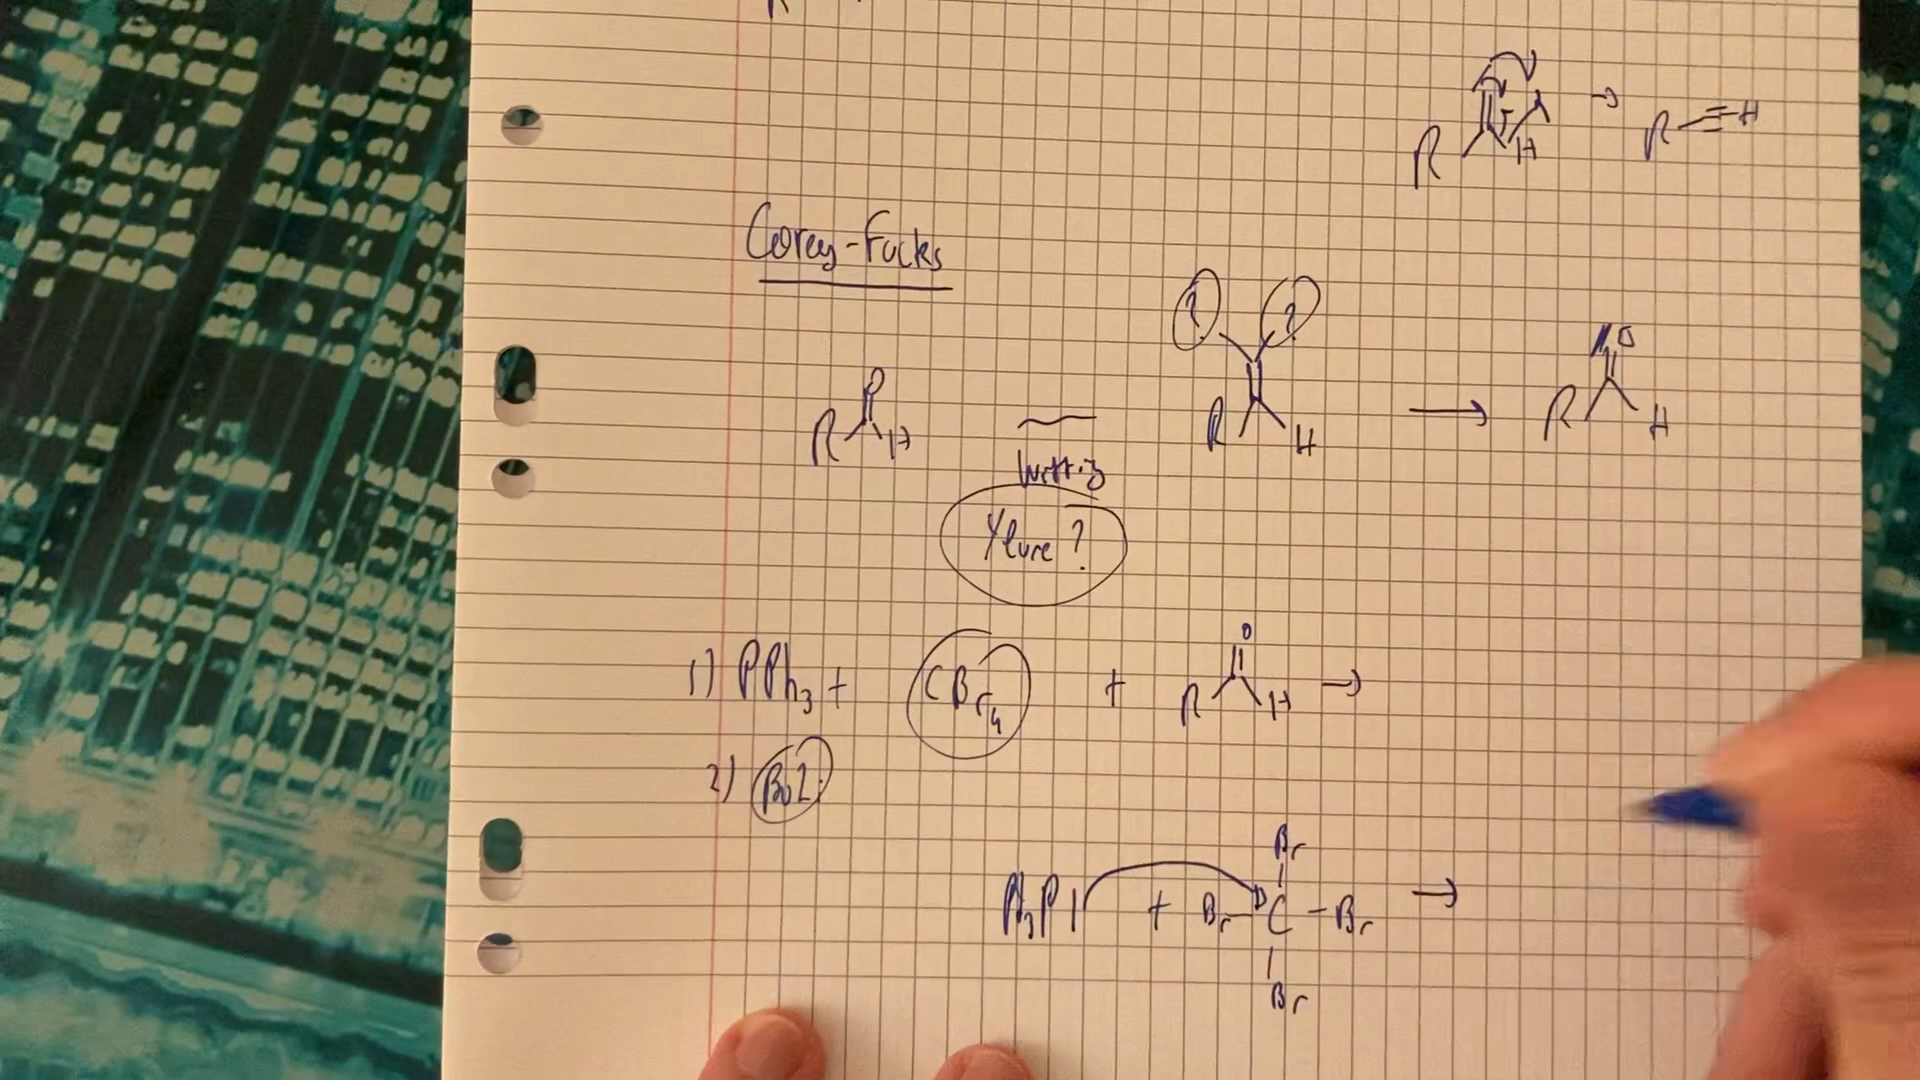 R
R H → R ≡ H
Corey-Fucks
R O H
Wittig
? ? R H → R O H
Ylure ?
1) PPh3 + CBr4 + R O H →
2) BuLi
Ph3P| + Br - C - Br →
Br
Br